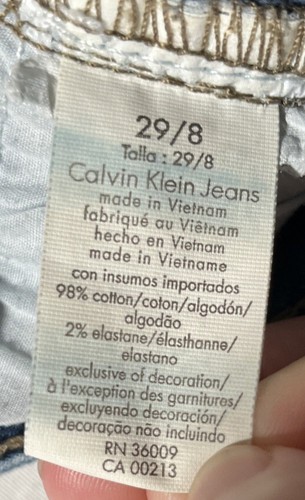 29/8
Talla : 29/8
Calvin Klein Jeans
made in Vietnam
fabriqué au Viêtnam
hecho en Vietnam
made in Vietname
con insumos importados
98% cotton/coton/algodón/
algodão
2% elastane/élasthanne/
elastano
exclusive of decoration/
à l'exception des garnitures/
excluyendo decoración/
decoração não incluindo
RN 36009
CA 00213